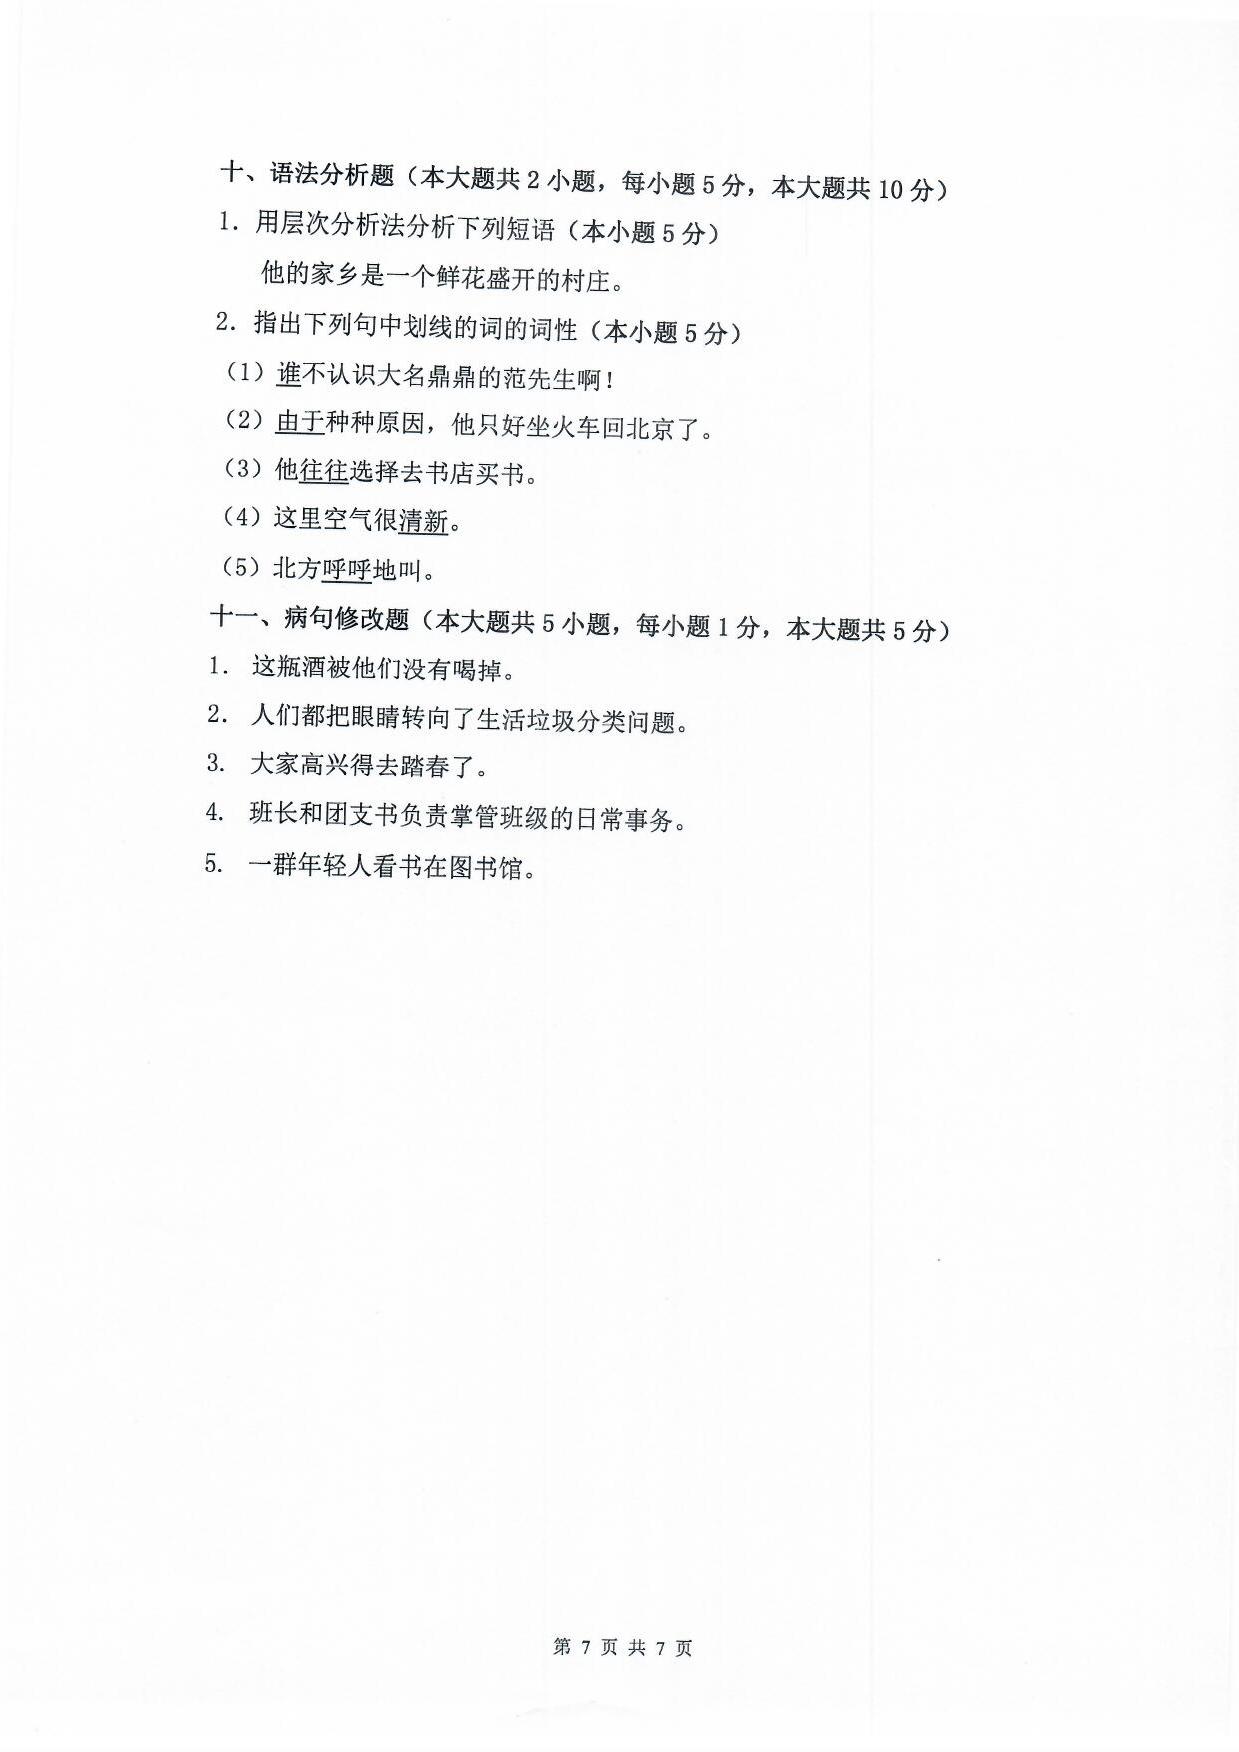 十、语法分析题（本大题共 2 小题，每小题 5 分，本大题共 10 分）
1. 用层次分析法分析下列短语（本小题 5 分）
他的家乡是一个鲜花盛开的村庄。
2. 指出下列句中划线的词的词性（本小题 5 分）
（1）谁不认识大名鼎鼎的范先生啊！
（2）由于种种原因，他只好坐火车回北京了。
（3）他往往选择去书店买书。
（4）这里空气很清新。
（5）北方呼呼地叫。
十一、病句修改题（本大题共 5 小题，每小题 1 分，本大题共 5 分）
1. 这瓶酒被他们没有喝掉。
2. 人们都把眼睛转向了生活垃圾分类问题。
3. 大家高兴得去踏春了。
4. 班长和团支书负责掌管班级的日常事务。
5. 一群年轻人看书在图书馆。
第 7 页 共 7 页